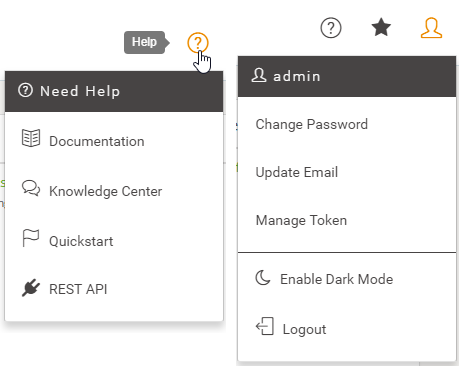 Help
Need Help
Documentation
Knowledge Center
Quickstart
REST API
admin
Change Password
Update Email
Manage Token
Enable Dark Mode
Logout